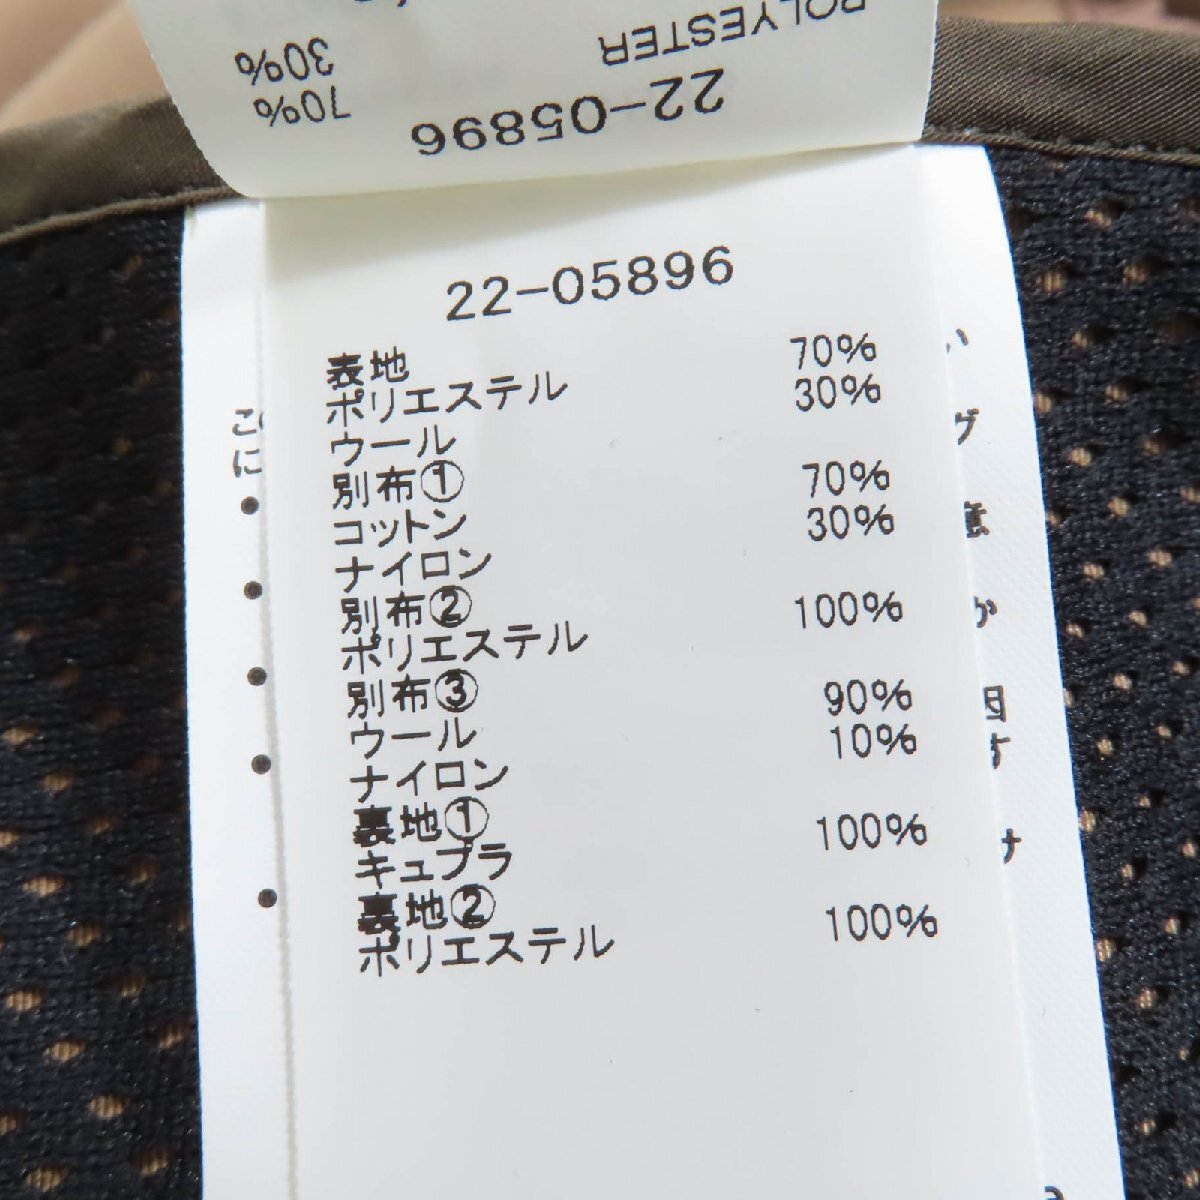 POLYESTER
30%
70%
22-05896
22-05896
表地
ポリエステル 70%
ウール 30%
別布①
コットン 70%
ナイロン 30%
別布②
ポリエステル 100%
別布③
ウール 90%
ナイロン 10%
裏地①
キュプラ 100%
裏地②
ポリエステル 100%